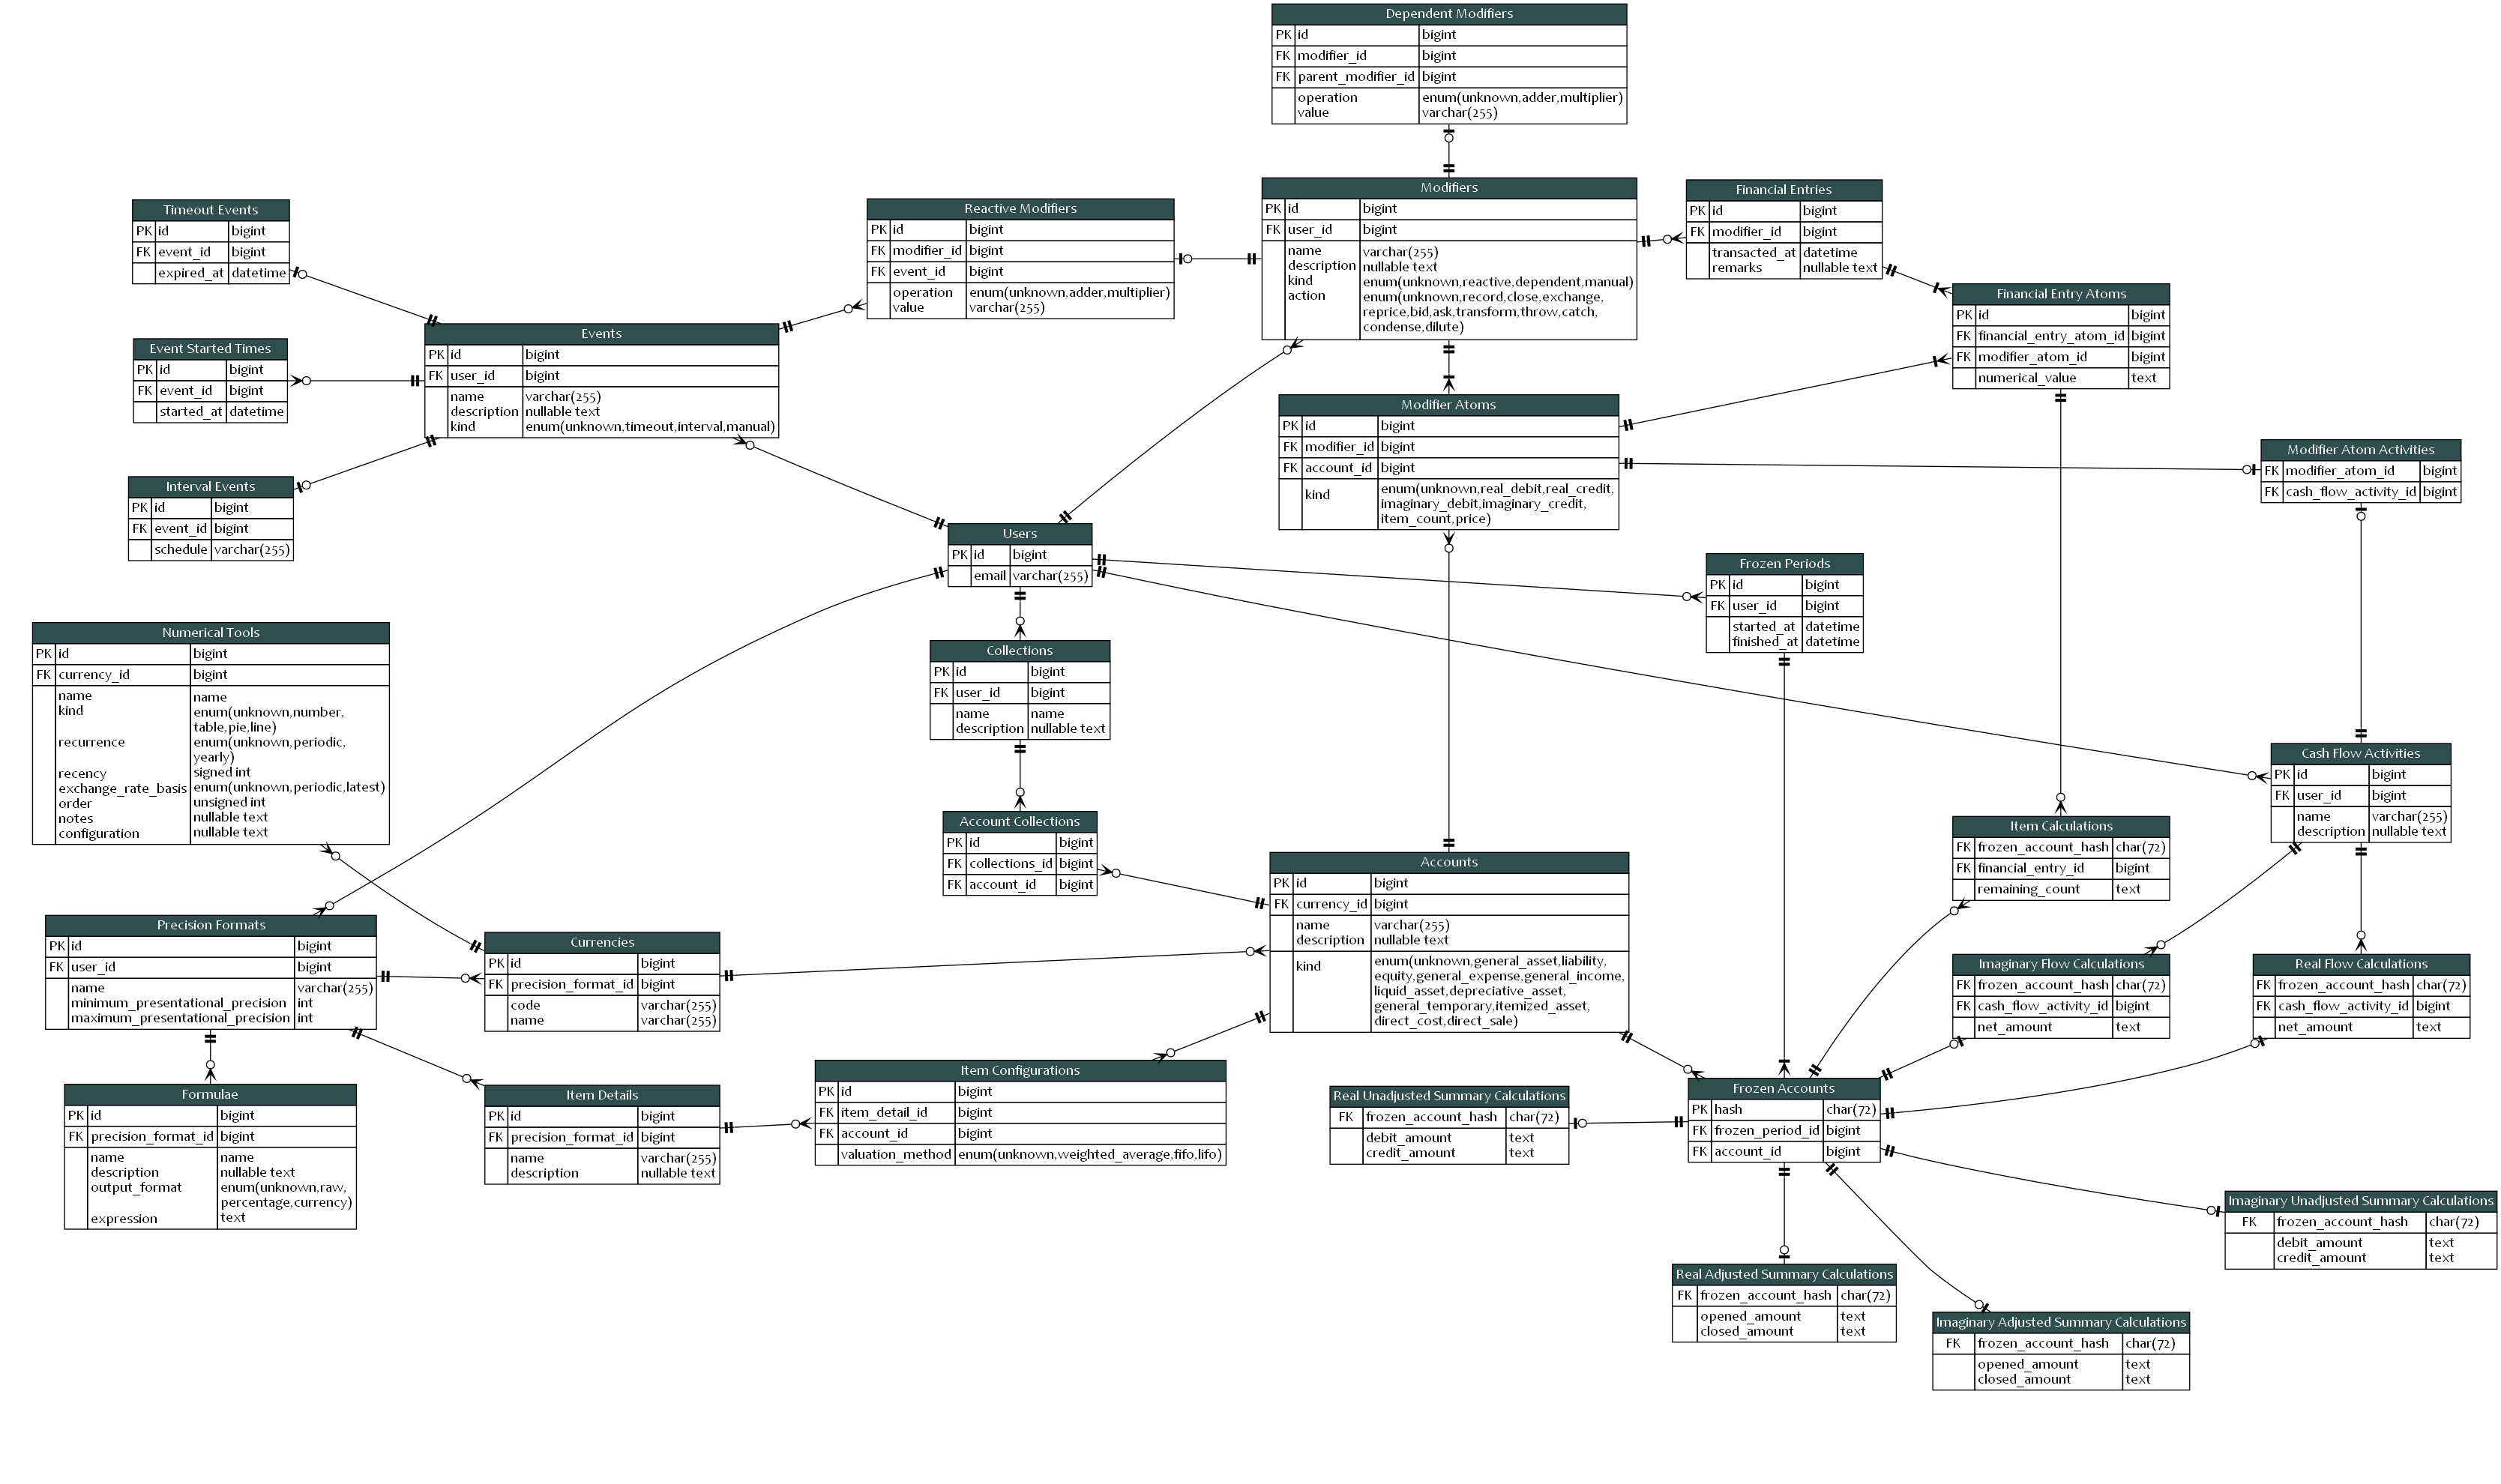 Dependent Modifiers
PK id bigint
FK modifier_id bigint
FK parent_modifier_id bigint
operation enum(unknown,adder,multiplier)
value varchar(255)
Modifiers
PK id bigint
FK user_id bigint
name varchar(255)
description nullable text
kind enum(unknown,reactive,dependent,manual)
action enum(unknown,record,close,exchange,
reprice,bid,ask,transform,throw,catch,
condense,dilute)
Financial Entries
PK id bigint
FK modifier_id bigint
transacted_at datetime
remarks nullable text
Timeout Events
PK id bigint
FK event_id bigint
expired_at datetime
Reactive Modifiers
PK id bigint
FK modifier_id bigint
FK event_id bigint
operation enum(unknown,adder,multiplier)
value varchar(255)
Financial Entry Atoms
PK id bigint
FK financial_entry_atom_id bigint
FK modifier_atom_id bigint
numerical_value text
Events
PK id bigint
FK user_id bigint
name varchar(255)
description nullable text
kind enum(unknown,timeout,interval,manual)
Event Started Times
PK id bigint
FK event_id bigint
started_at datetime
Modifier Atoms
PK id bigint
FK modifier_id bigint
FK account_id bigint
kind enum(unknown,real_debit,real_credit,
imaginary_debit,imaginary_credit,
item_count,price)
Modifier Atom Activities
FK modifier_atom_id bigint
FK cash_flow_activity_id bigint
Interval Events
PK id bigint
FK event_id bigint
schedule varchar(255)
Users
PK id bigint
email varchar(255)
Frozen Periods
PK id bigint
FK user_id bigint
started_at datetime
finished_at datetime
Numerical Tools
PK id bigint
FK currency_id bigint
name name
kind enum(unknown,number,
table,pie,line)
recurrence enum(unknown,periodic,
yearly)
recency signed int
exchange_rate_basis enum(unknown,periodic,latest)
order unsigned int
notes nullable text
configuration nullable text
Collections
PK id bigint
FK user_id bigint
name name
description nullable text
Cash Flow Activities
PK id bigint
FK user_id bigint
name varchar(255)
description nullable text
Account Collections
PK id bigint
FK collections_id bigint
FK account_id bigint
Item Calculations
FK frozen_account_hash char(72)
FK financial_entry_id bigint
remaining_count text
Accounts
PK id bigint
FK currency_id bigint
name varchar(255)
description nullable text
kind enum(unknown,general_asset,liability,
equity,general_expense,general_income,
liquid_asset,depreciative_asset,
general_temporary,itemized_asset,
direct_cost,direct_sale)
Precision Formats
PK id bigint
FK user_id bigint
name varchar(255)
minimum_presentational_precision int
maximum_presentational_precision int
Currencies
PK id bigint
FK precision_format_id bigint
code varchar(255)
name varchar(255)
Imaginary Flow Calculations
FK frozen_account_hash char(72)
FK cash_flow_activity_id bigint
net_amount text
Real Flow Calculations
FK frozen_account_hash char(72)
FK cash_flow_activity_id bigint
net_amount text
Formulae
PK id bigint
FK precision_format_id bigint
name name
description nullable text
output_format enum(unknown,raw,
percentage,currency)
expression text
Item Details
PK id bigint
FK precision_format_id bigint
name varchar(255)
description nullable text
Item Configurations
PK id bigint
FK item_detail_id bigint
FK account_id bigint
valuation_method enum(unknown,weighted_average,fifo,lifo)
Real Unadjusted Summary Calculations
FK frozen_account_hash char(72)
debit_amount text
credit_amount text
Frozen Accounts
PK hash char(72)
FK frozen_period_id bigint
FK account_id bigint
Imaginary Unadjusted Summary Calculations
FK frozen_account_hash char(72)
debit_amount text
credit_amount text
Real Adjusted Summary Calculations
FK frozen_account_hash char(72)
opened_amount text
closed_amount text
Imaginary Adjusted Summary Calculations
FK frozen_account_hash char(72)
opened_amount text
closed_amount text